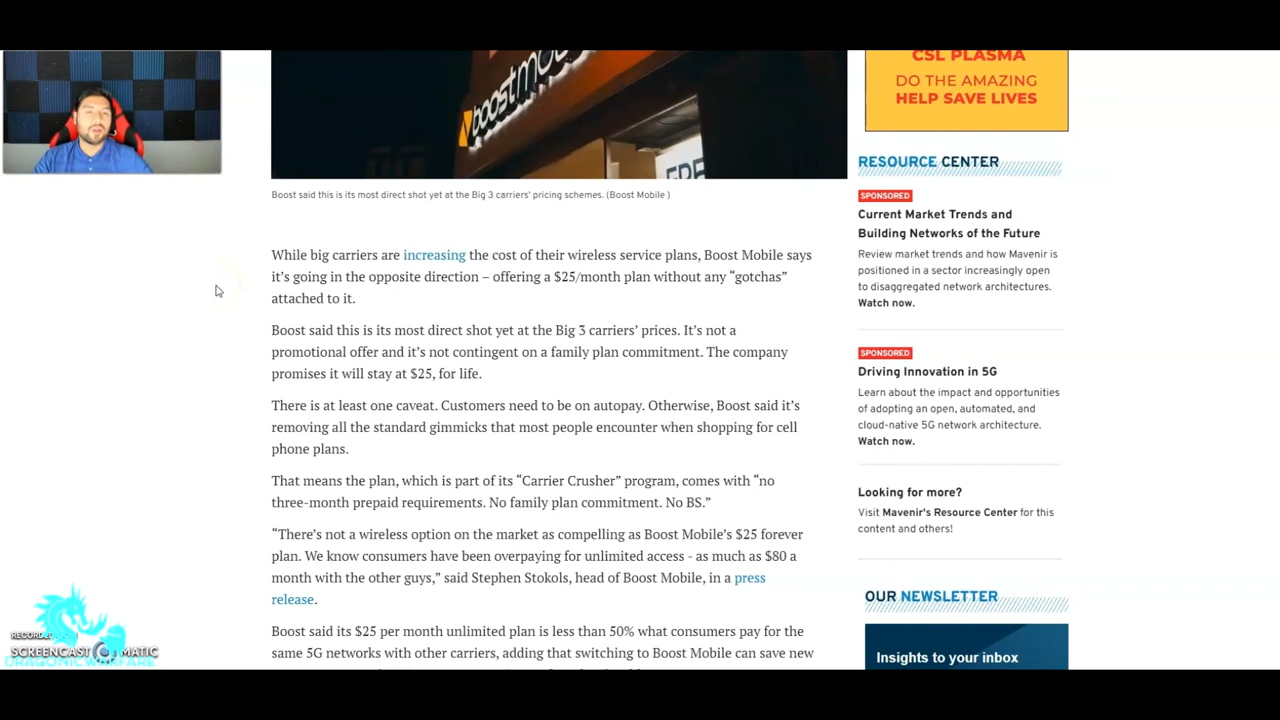 boostmo
FRE
Boost said this is its most direct shot yet at the Big 3 carriers' pricing schemes. (Boost Mobile )
While big carriers are increasing the cost of their wireless service plans, Boost Mobile says
it's going in the opposite direction – offering a $25/month plan without any “gotchas”
attached to it.
Boost said this is its most direct shot yet at the Big 3 carriers’ prices. It’s not a
promotional offer and it’s not contingent on a family plan commitment. The company
promises it will stay at $25, for life.
There is at least one caveat. Customers need to be on autopay. Otherwise, Boost said it’s
removing all the standard gimmicks that most people encounter when shopping for cell
phone plans.
That means the plan, which is part of its “Carrier Crusher” program, comes with “no
three-month prepaid requirements. No family plan commitment. No BS.”
“There’s not a wireless option on the market as compelling as Boost Mobile’s $25 forever
plan. We know consumers have been overpaying for unlimited access - as much as $80 a
month with the other guys,” said Stephen Stokols, head of Boost Mobile, in a press
release.
Boost said its $25 per month unlimited plan is less than 50% what consumers pay for the
same 5G networks with other carriers, adding that switching to Boost Mobile can save new
CSL PLASMA
DO THE AMAZING
HELP SAVE LIVES
RESOURCE CENTER
SPONSORED
Current Market Trends and
Building Networks of the Future
Review market trends and how Mavenir is
positioned in a sector increasingly open
to disaggregated network architectures.
Watch now.
SPONSORED
Driving Innovation in 5G
Learn about the impact and opportunities
of adopting an open, automated, and
cloud-native 5G network architecture.
Watch now.
Looking for more?
Visit Mavenir's Resource Center for this
content and others!
OUR NEWSLETTER
Insights to your inbox
SCREENCAST MATIC
DRAGONICWARFARE